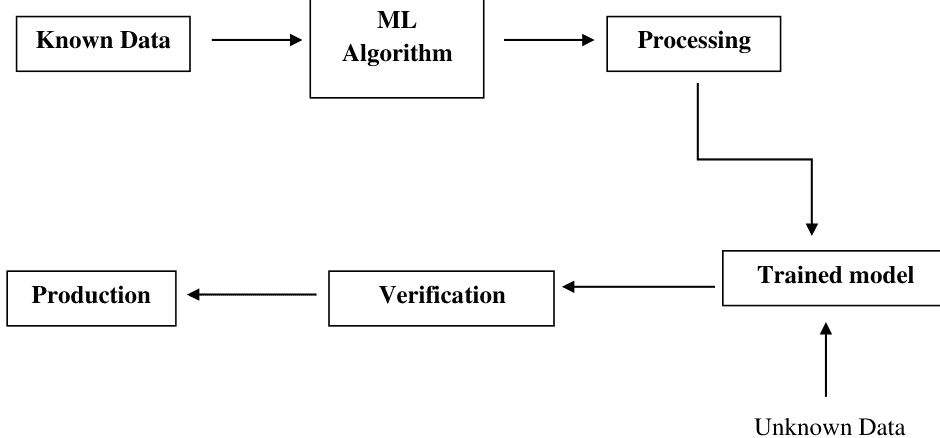 Known Data
ML
Algorithm
Processing
Trained model
Verification
Production
Unknown Data